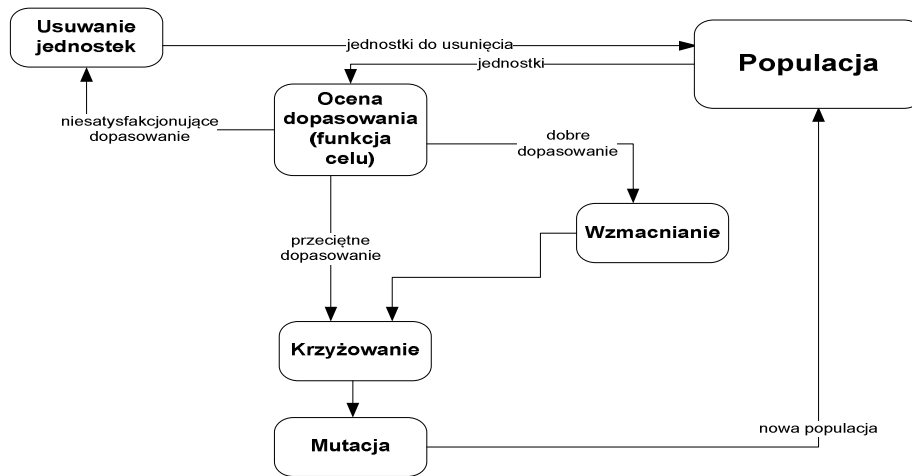 Usuwanie
jednostek
jednostki do usunięcia
Populacja
jednostki
Ocena
dopasowania
(funkcja
celu)
niesatysfakcjonujące
dopasowanie
dobre
dopasowanie
Wzmacnianie
przeciętne
dopasowanie
Krzyżowanie
Mutacja
nowa populacja